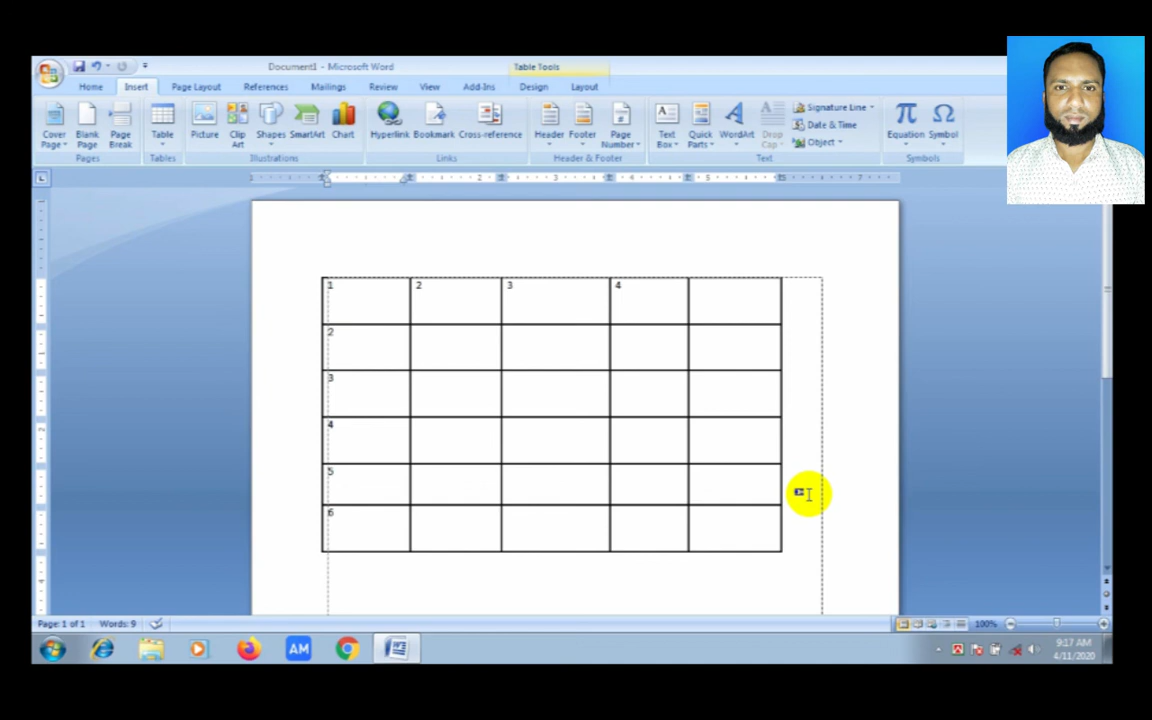 Document1 - Microsoft Word
Table Tools
Home Insert Page Layout References Mailings Review View Add-Ins Design Layout
Cover Page
Blank Page
Page Break
Table
Picture
Clip Art
Shapes
SmartArt
Chart
Hyperlink
Bookmark
Cross-reference
Header
Footer
Page Number
Text Box
Quick Parts
WordArt
Drop Cap
Signature Line
Date & Time
Object
Equation
Symbol
Pages Tables Illustrations Links Header & Footer Text Symbols
1 2 3 4
2
3
4
5
6
Page: 1 of 1 Words: 9 100%
AM
9:17 AM
4/11/2020